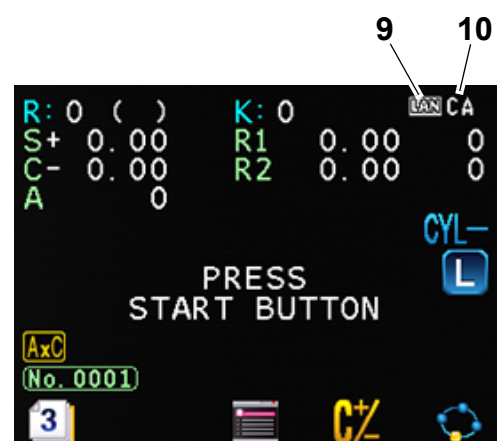 9 10
R: 0 ( ) K: 0 LAN CA
S+ 0.00 R1 0.00 0
C- 0.00 R2 0.00 0
A 0
CYL−
L
PRESS
START BUTTON
AxC
No.0001
3 C+/−